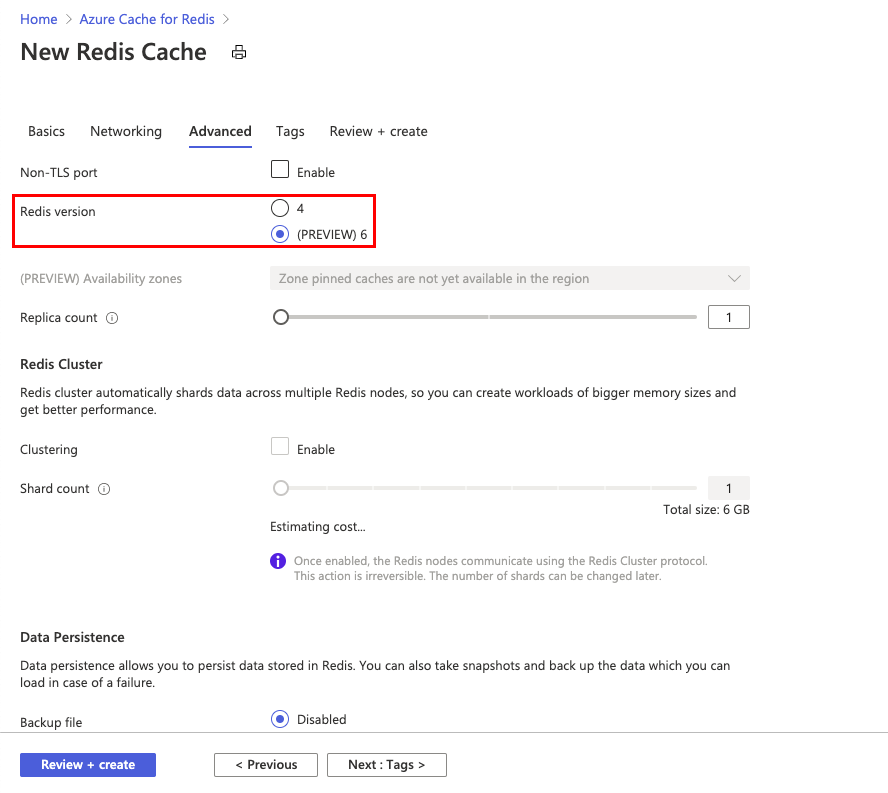 Home > Azure Cache for Redis >
New Redis Cache
Basics Networking Advanced Tags Review + create
Non-TLS port Enable
Redis version 4
(PREVIEW) 6
(PREVIEW) Availability zones Zone pinned caches are not yet available in the region
Replica count 1
Redis Cluster
Redis cluster automatically shards data across multiple Redis nodes, so you can create workloads of bigger memory sizes and
get better performance.
Clustering Enable
Shard count 1
Total size: 6 GB
Estimating cost...
Once enabled, the Redis nodes communicate using the Redis Cluster protocol.
This action is irreversible. The number of shards can be changed later.
Data Persistence
Data persistence allows you to persist data stored in Redis. You can also take snapshots and back up the data which you can
load in case of a failure.
Backup file Disabled
Review + create < Previous Next : Tags >